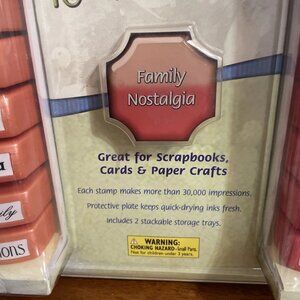 10
Family
Nostalgia
Great for Scrapbooks,
Cards & Paper Crafts
Each stamp makes more than 30,000 impressions.
Protective plate keeps quick-drying inks fresh.
Includes 2 stackable storage trays.
WARNING:
CHOKING HAZARD-Small Parts.
Not for children under 3 years.